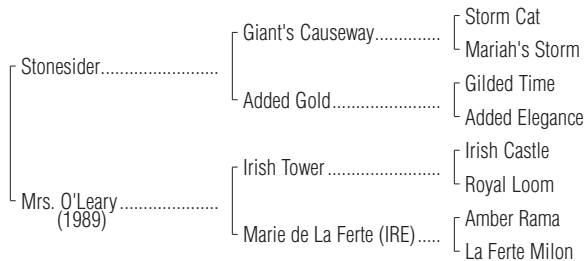 Storm Cat
Giant's Causeway..............
Mariah's Storm
Stonesider.........................
Gilded Time
Added Gold.......................
Added Elegance
Irish Castle
Irish Tower........................
Royal Loom
Mrs. O'Leary.....................
(1989)
Amber Rama
Marie de La Ferte (IRE).....
La Ferte Milon